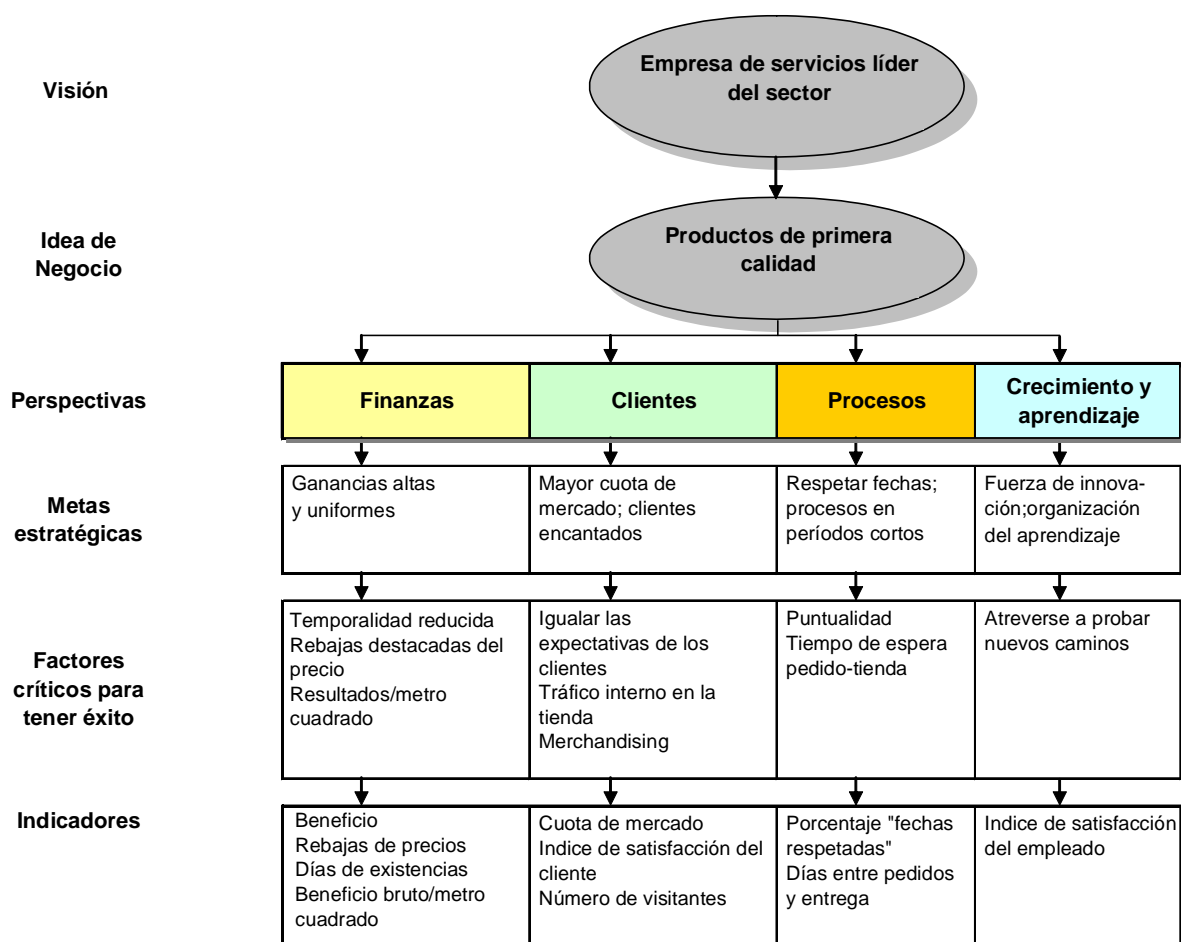 Visión
Empresa de servicios líder
del sector
Idea de
Negocio
Productos de primera
calidad
Perspectivas
Finanzas
Clientes
Procesos
Crecimiento y
aprendizaje
Metas
estratégicas
Ganancias altas
y uniformes
Mayor cuota de
mercado; clientes
encantados
Respetar fechas;
procesos en
períodos cortos
Fuerza de innova-
ción;organización
del aprendizaje
Factores
críticos para
tener éxito
Temporalidad reducida
Rebajas destacadas del
precio
Resultados/metro
cuadrado
Igualar las
expectativas de los
clientes
Tráfico interno en la
tienda
Merchandising
Puntualidad
Tiempo de espera
pedido-tienda
Atreverse a probar
nuevos caminos
Indicadores
Beneficio
Rebajas de precios
Días de existencias
Beneficio bruto/metro
cuadrado
Cuota de mercado
Indice de satisfacción del
cliente
Número de visitantes
Porcentaje "fechas
respetadas"
Días entre pedidos
y entrega
Indice de satisfacción
del empleado